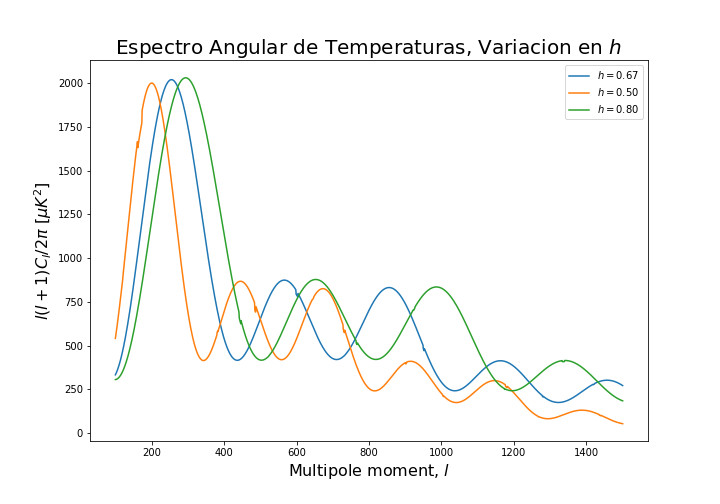 Espectro Angular de Temperaturas, Variacion en h
h = 0.67
h = 0.50
h = 0.80
l(l + 1)C_l/2π [μK²]
2000
1750
1500
1250
1000
750
500
250
0
200 400 600 800 1000 1200 1400
Multipole moment, l